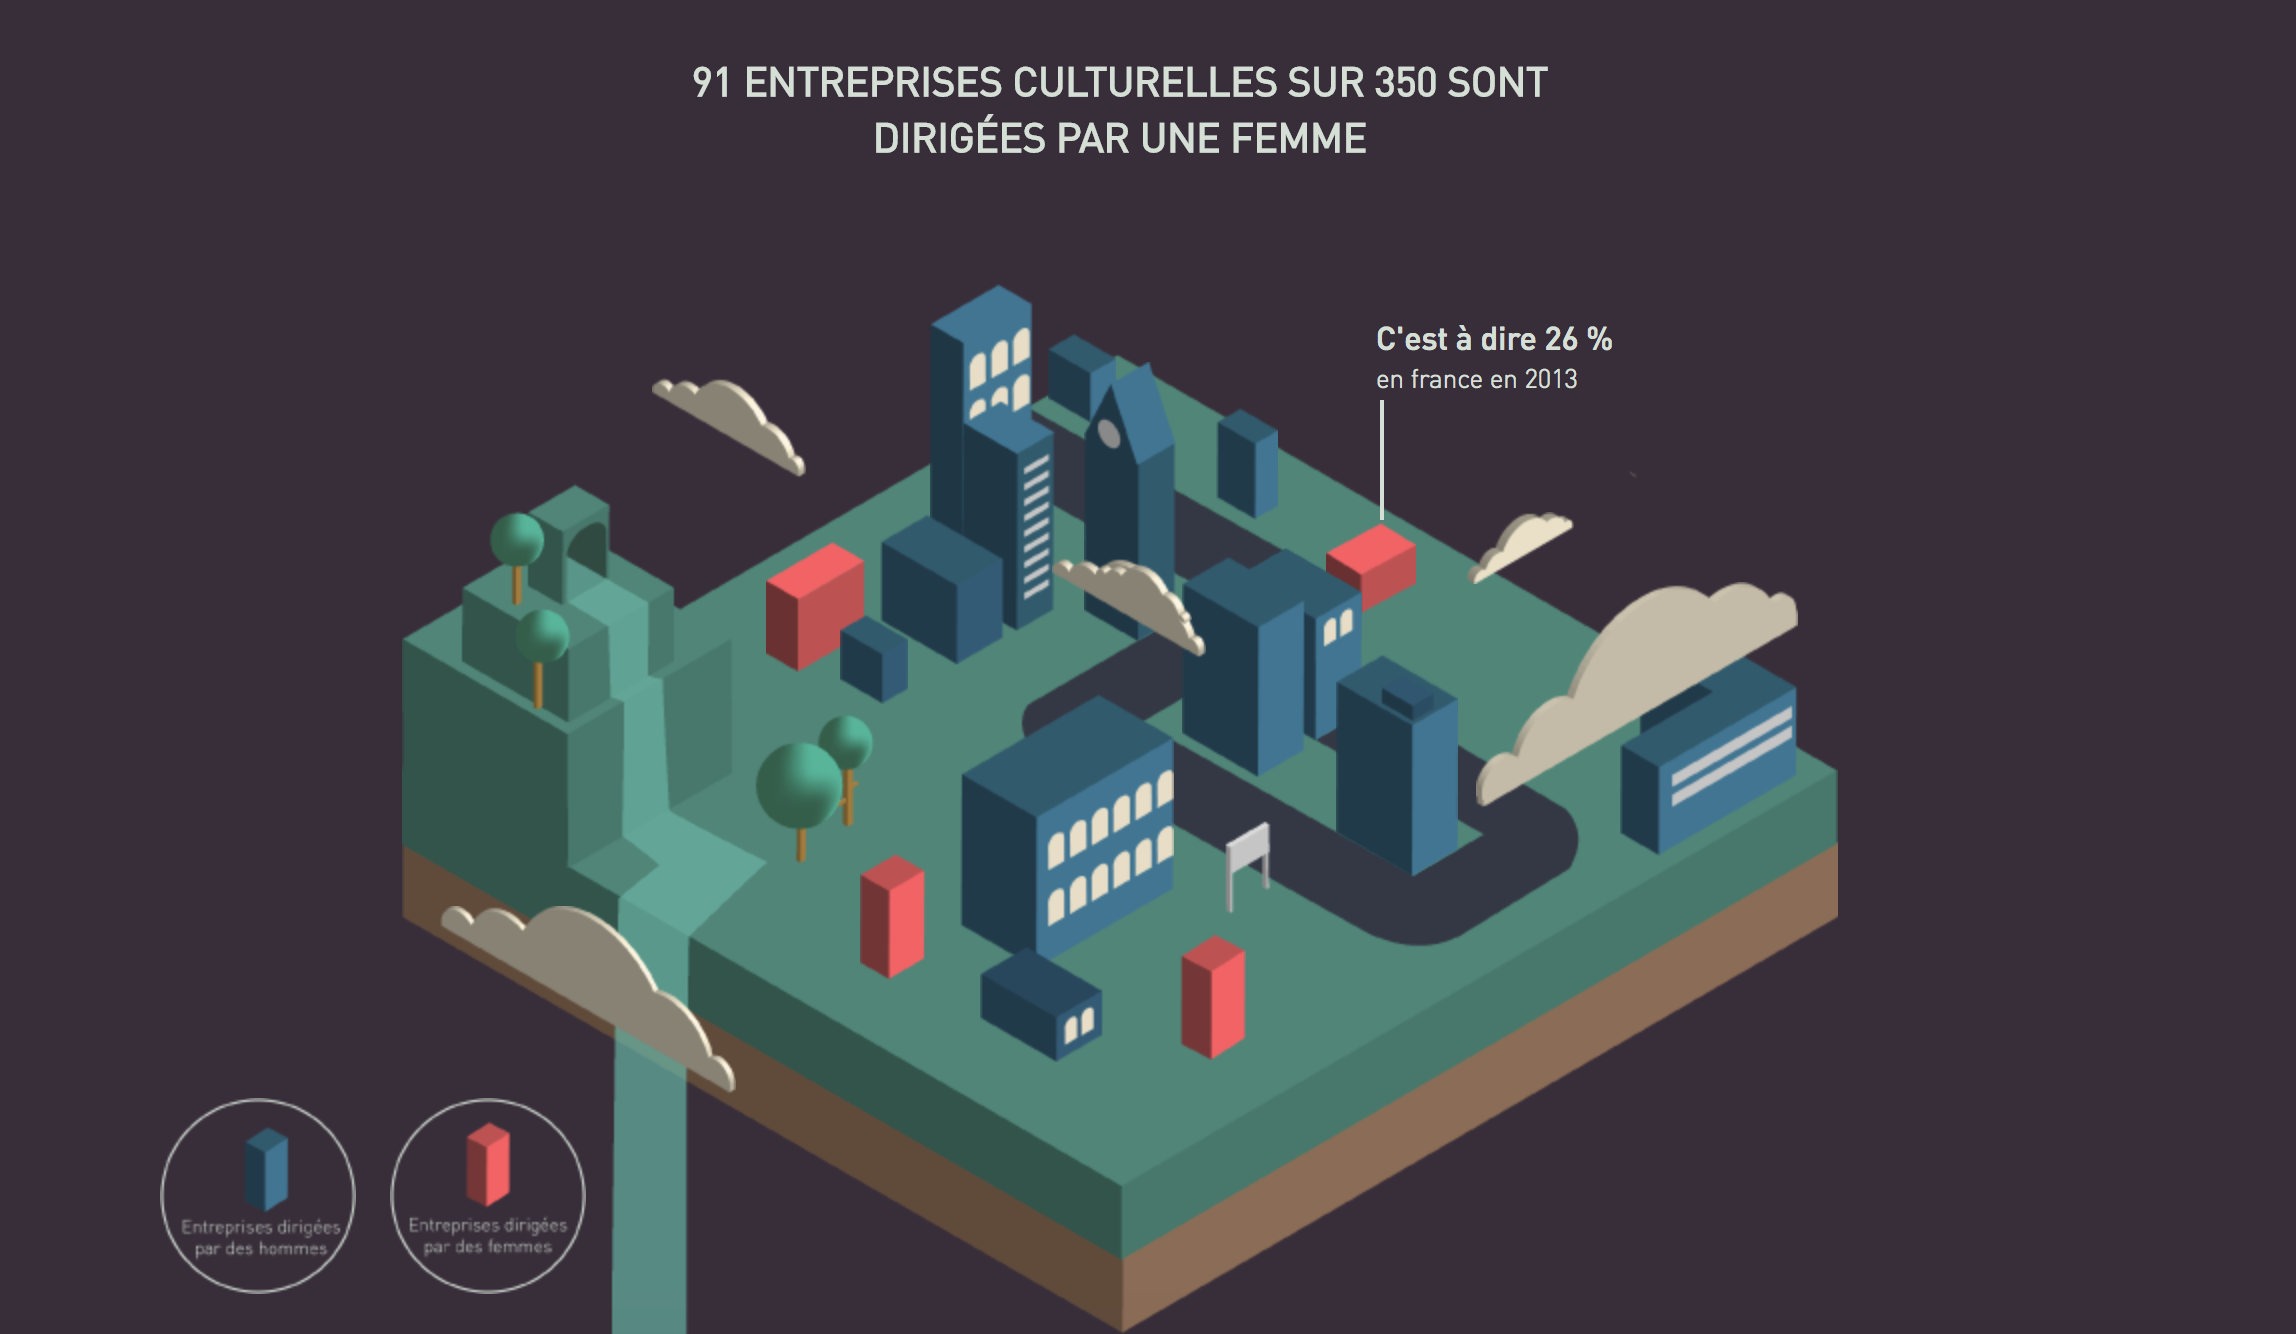 91 ENTREPRISES CULTURELLES SUR 350 SONT
DIRIGÉES PAR UNE FEMME
C'est à dire 26 %
en france en 2013
Entreprises dirigées
par des hommes
Entreprises dirigées
par des femmes